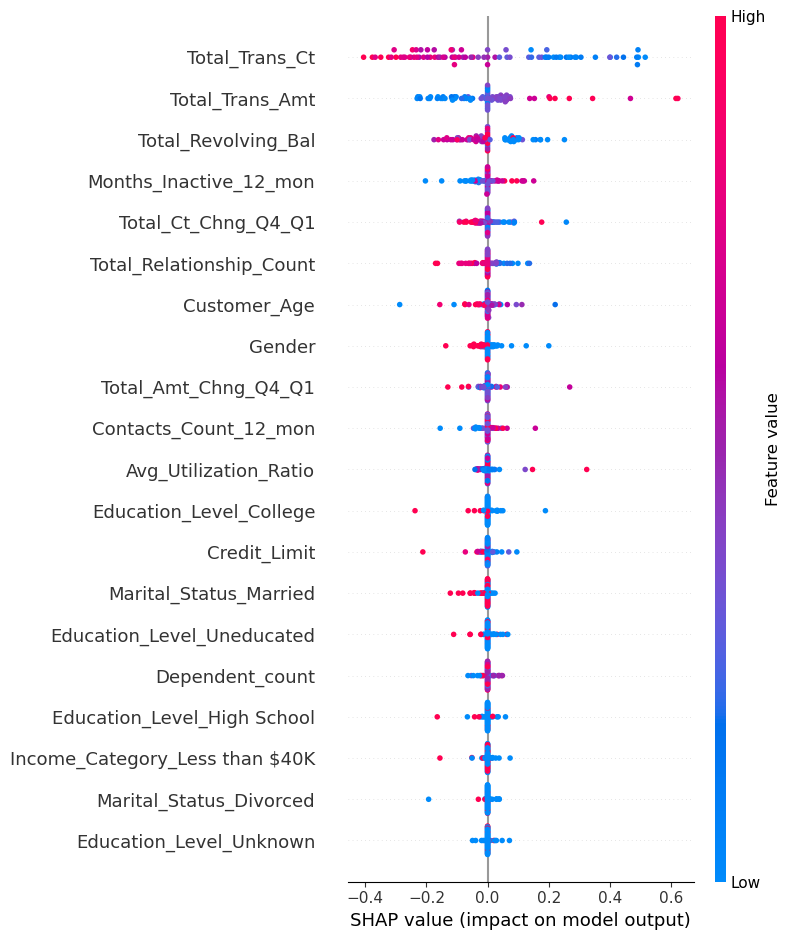 High
Total_Trans_Ct
Total_Trans_Amt
Total_Revolving_Bal
Months_Inactive_12_mon
Total_Ct_Chng_Q4_Q1
Total_Relationship_Count
Customer_Age
Gender
Total_Amt_Chng_Q4_Q1
Contacts_Count_12_mon
Avg_Utilization_Ratio
Education_Level_College
Credit_Limit
Marital_Status_Married
Education_Level_Uneducated
Dependent_count
Education_Level_High School
Income_Category_Less than $40K
Marital_Status_Divorced
Education_Level_Unknown
Feature value
Low
−0.4 −0.2 0.0 0.2 0.4 0.6
SHAP value (impact on model output)